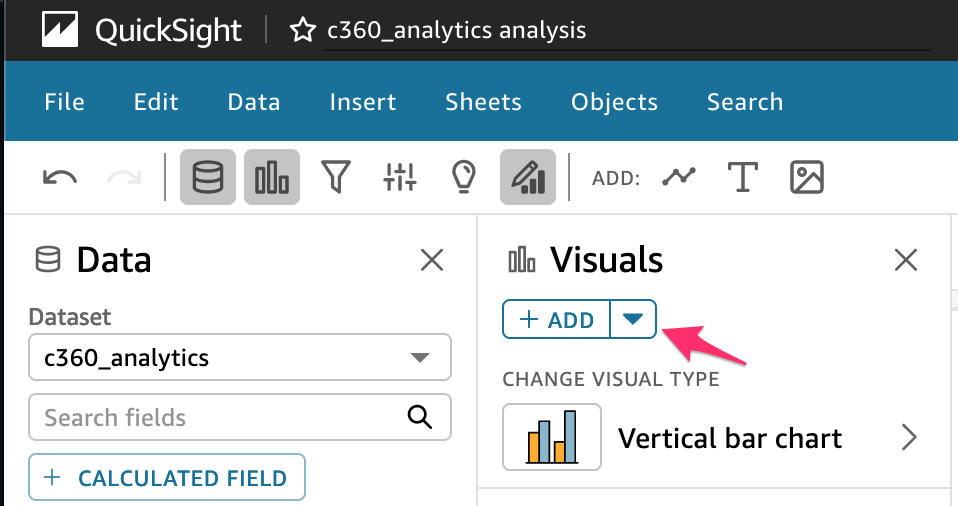 QuickSight
c360_analytics analysis
File Edit Data Insert Sheets Objects Search
ADD:
Data
Dataset
c360_analytics
Search fields
+ CALCULATED FIELD
Visuals
+ ADD
CHANGE VISUAL TYPE
Vertical bar chart